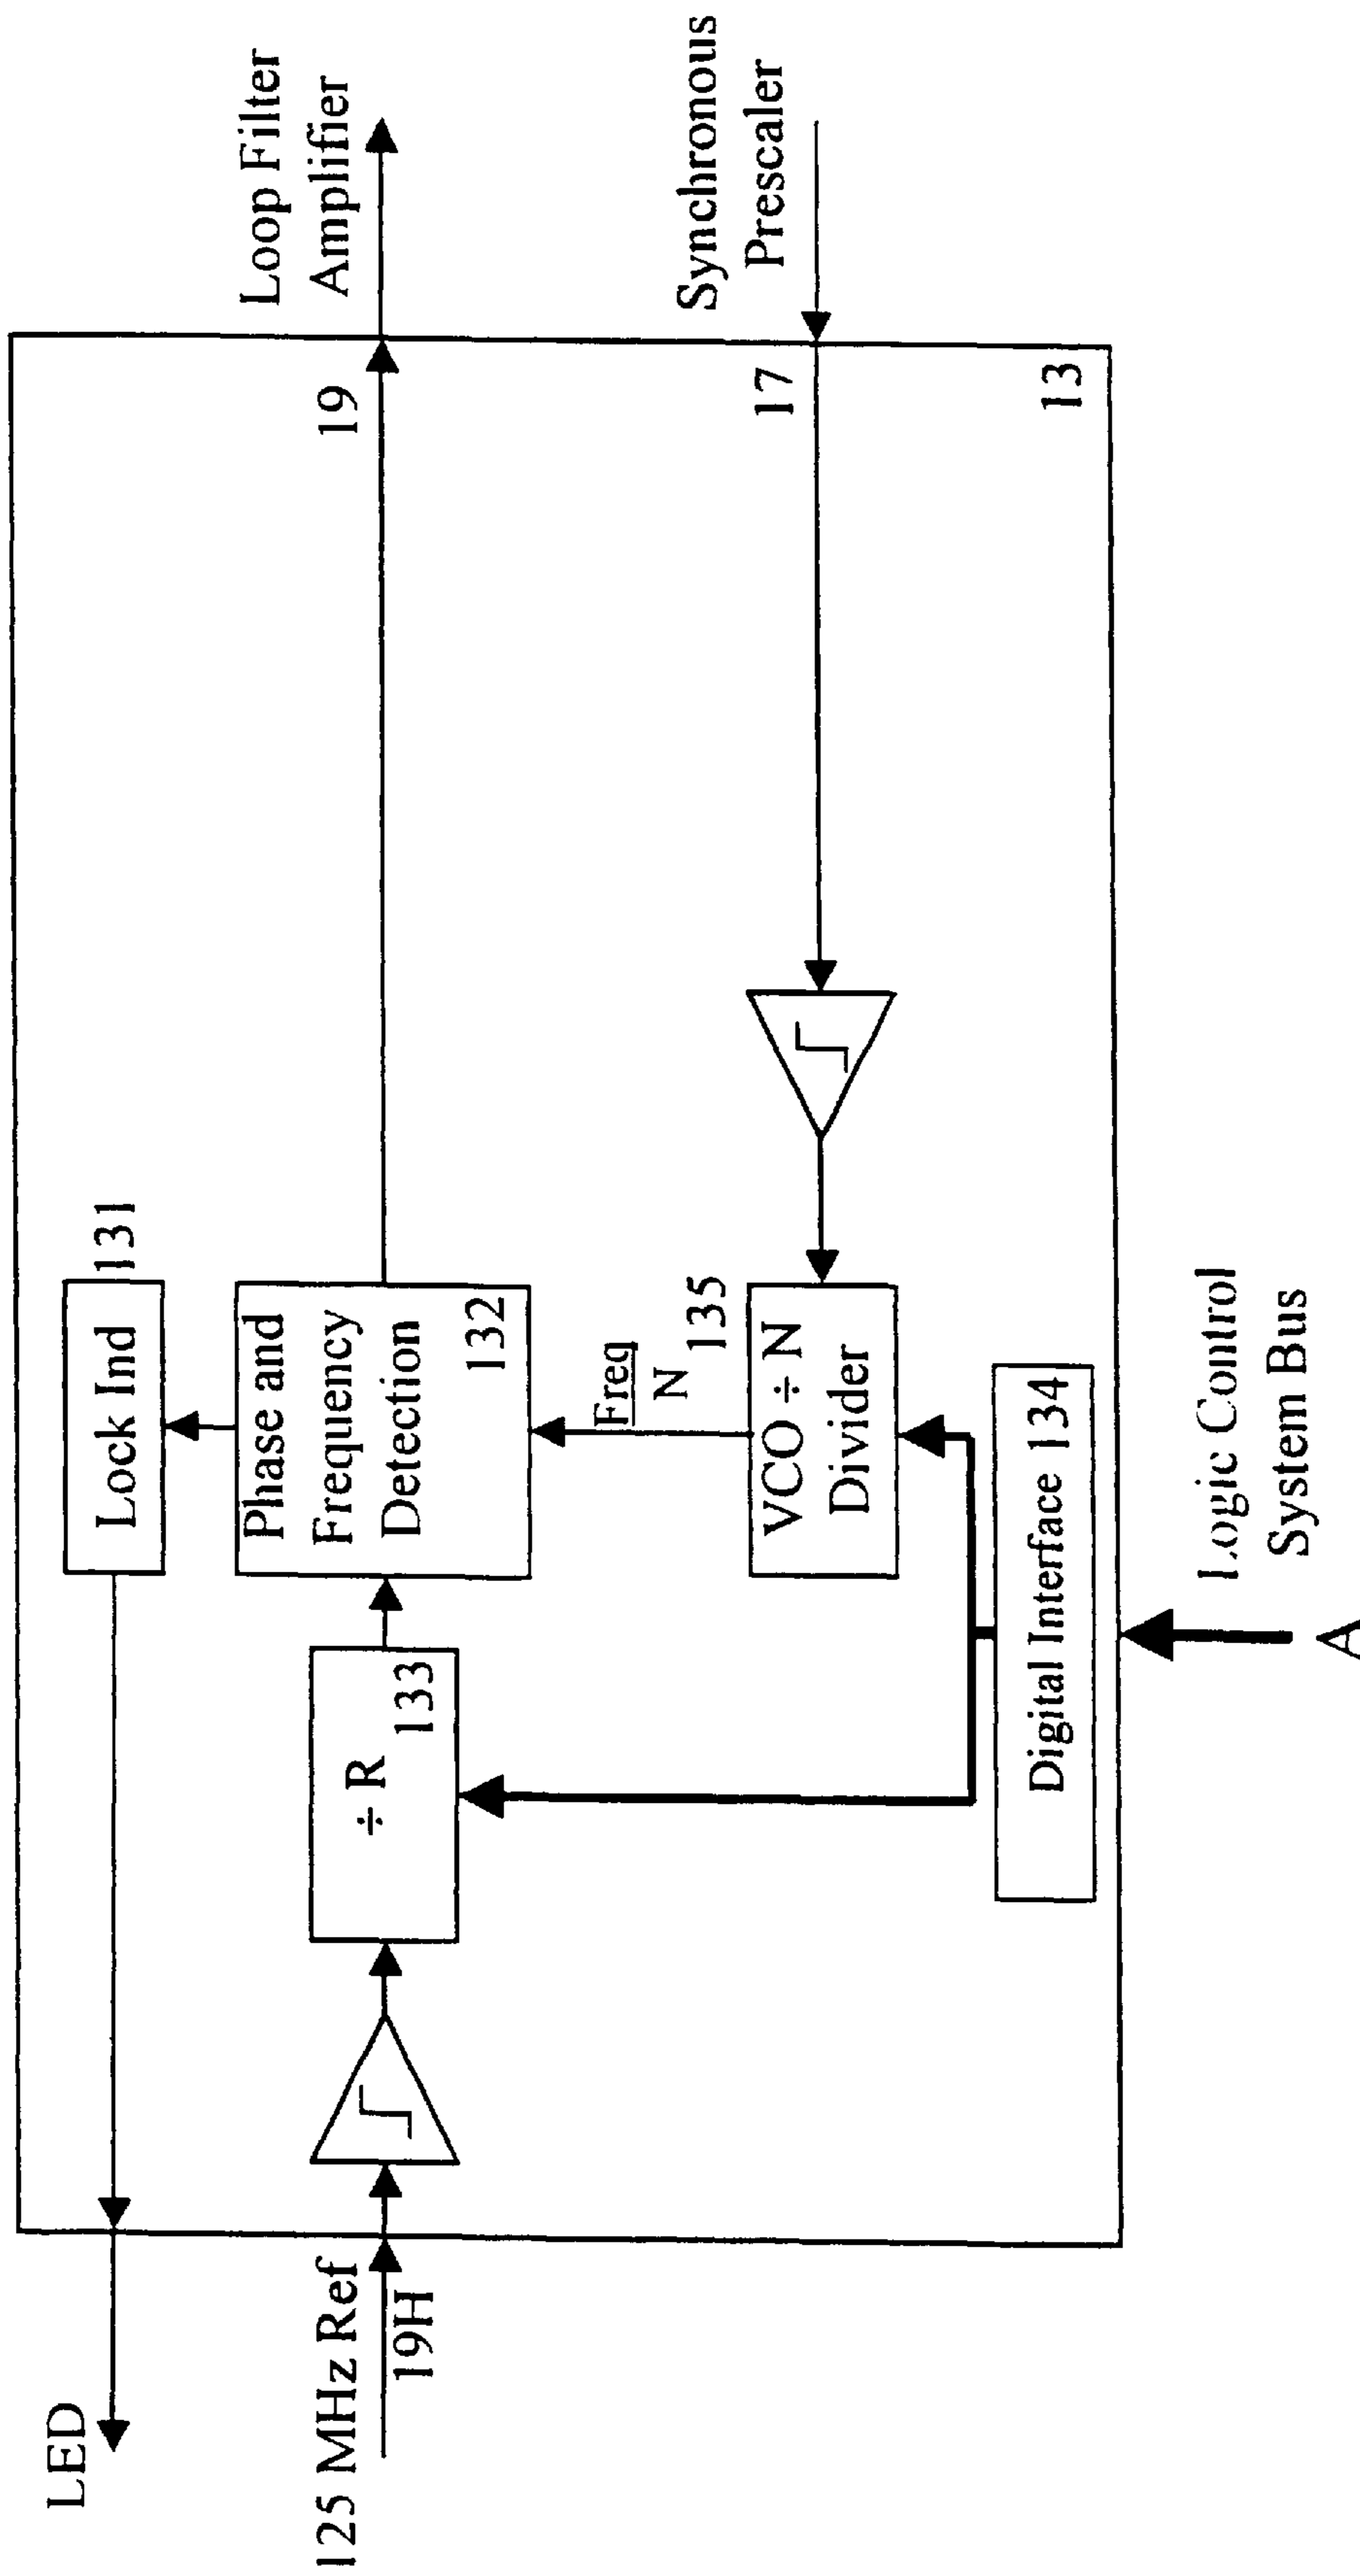 LED
Lock Ind
131
Loop Filter
Amplifier
125 MHz Ref
19H
÷ R
133
Phase and
Frequency
Detection
132
19
Freq
N
135
VCO ÷ N
Divider
17
Synchronous
Prescaler
Digital Interface 134
13
Logic Control
System Bus
A